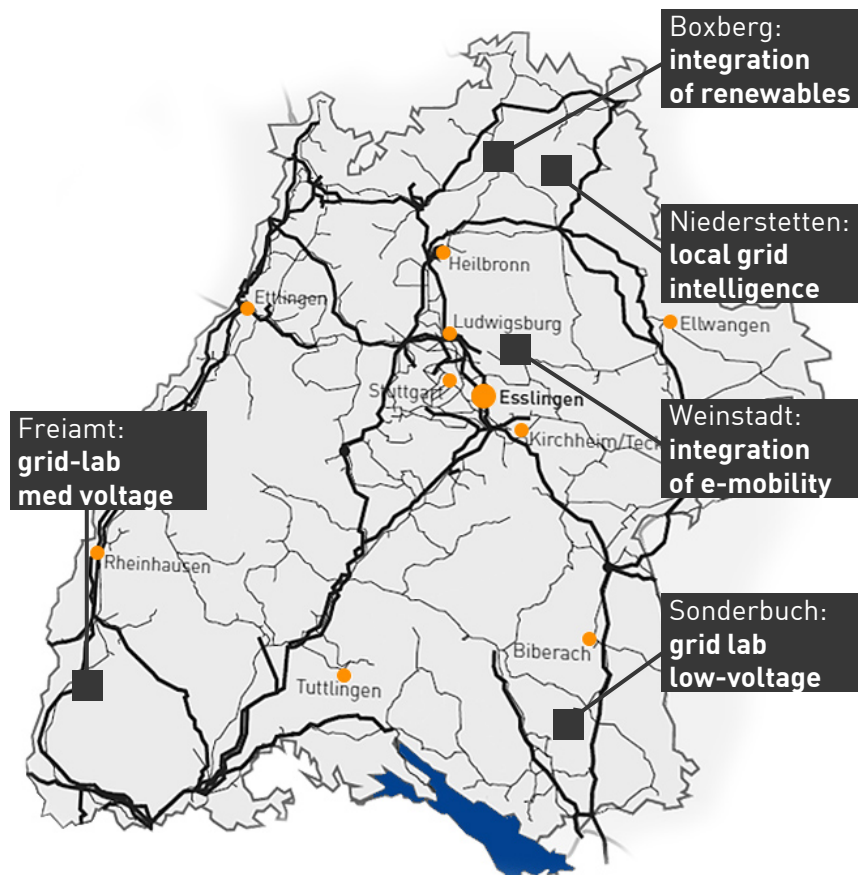 Boxberg:
integration
of renewables
Niederstetten:
local grid
intelligence
Heilbronn
Ettlingen
Ludwigsburg
Ellwangen
Stuttgart
Esslingen
Weinstadt:
integration
of e-mobility
Kirchheim/Teck
Freiamt:
grid-lab
med voltage
Rheinhausen
Sonderbuch:
grid lab
low-voltage
Biberach
Tuttlingen